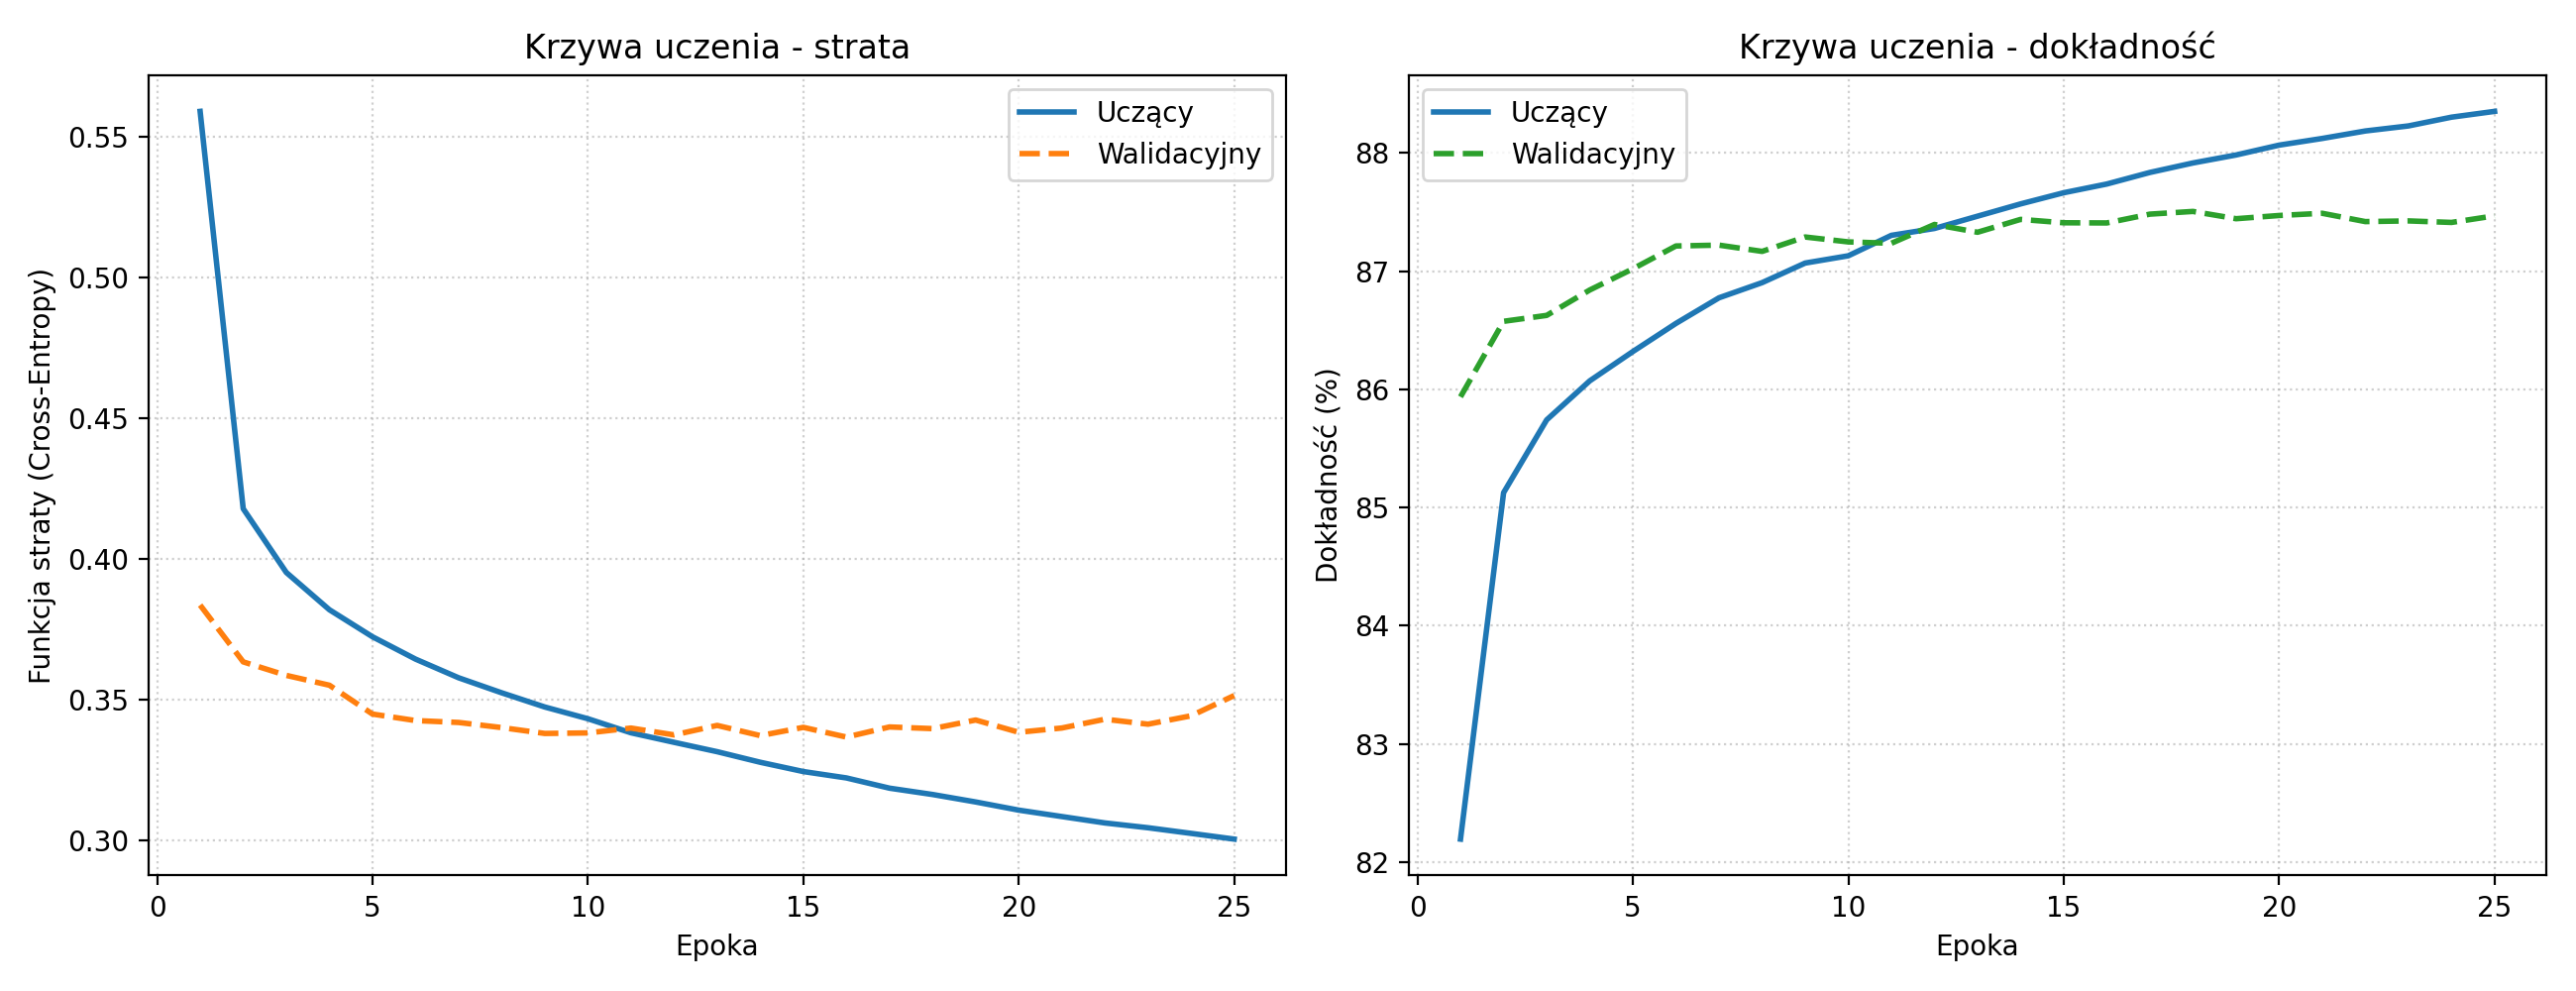 Krzywa uczenia - strata
Funkcja straty (Cross-Entropy)
0.55
0.50
0.45
0.40
0.35
0.30
Uczący
Walidacyjny
0 5 10 15 20 25
Epoka
Krzywa uczenia - dokładność
Dokładność (%)
88
87
86
85
84
83
82
Uczący
Walidacyjny
0 5 10 15 20 25
Epoka